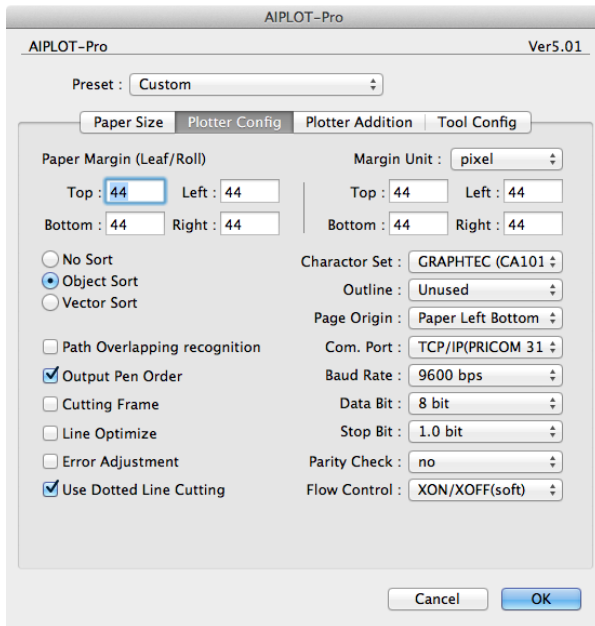 AIPLOT-Pro
AIPLOT-Pro Ver5.01
Preset : Custom
Paper Size Plotter Config Plotter Addition Tool Config
Paper Margin (Leaf/Roll) Margin Unit : pixel
Top : 44 Left : 44 Top : 44 Left : 44
Bottom : 44 Right : 44 Bottom : 44 Right : 44
No Sort
Object Sort
Vector Sort
Path Overlapping recognition
Output Pen Order
Cutting Frame
Line Optimize
Error Adjustment
Use Dotted Line Cutting
Charactor Set : GRAPHTEC (CA101
Outline : Unused
Page Origin : Paper Left Bottom
Com. Port : TCP/IP(PRICOM 31
Baud Rate : 9600 bps
Data Bit : 8 bit
Stop Bit : 1.0 bit
Parity Check : no
Flow Control : XON/XOFF(soft)
Cancel OK